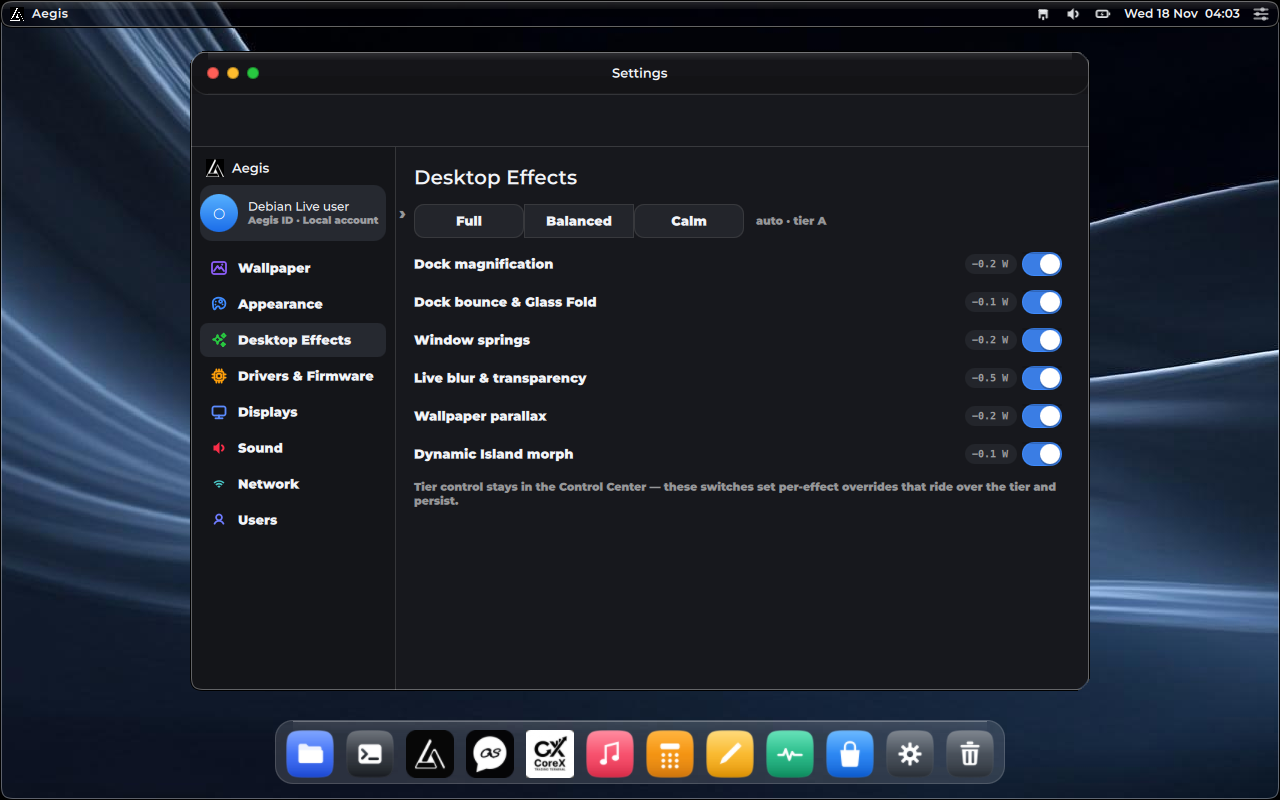 Aegis
Wed 18 Nov 04:03
Settings
Aegis
Debian Live user
Aegis ID • Local account
›
Wallpaper
Appearance
Desktop Effects
Drivers & Firmware
Displays
Sound
Network
Users
Desktop Effects
Full
Balanced
Calm
auto · tier A
Dock magnification
−0.2 W
Dock bounce & Glass Fold
−0.1 W
Window springs
−0.2 W
Live blur & transparency
−0.5 W
Wallpaper parallax
−0.2 W
Dynamic Island morph
−0.1 W
Tier control stays in the Control Center — these switches set per-effect overrides that ride over the tier and
persist.
as
CX
CoreX